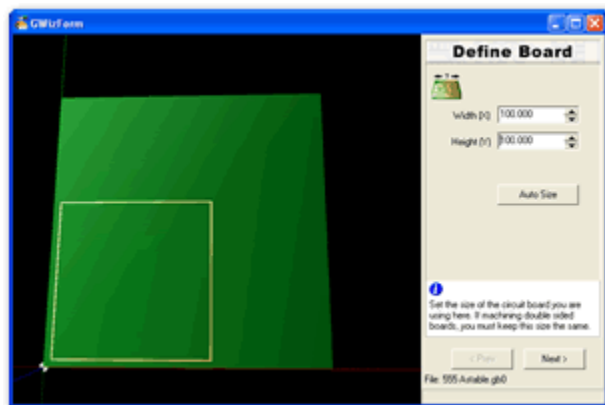 GWizForm
Define Board
Width (X) 100.000
Height (Y) 100.000
Auto Size
Set the size of the circuit board you are
using here. If machining double sided
boards, you must keep this size the same.
< Prev Next >
File: 555-Astable.gb0